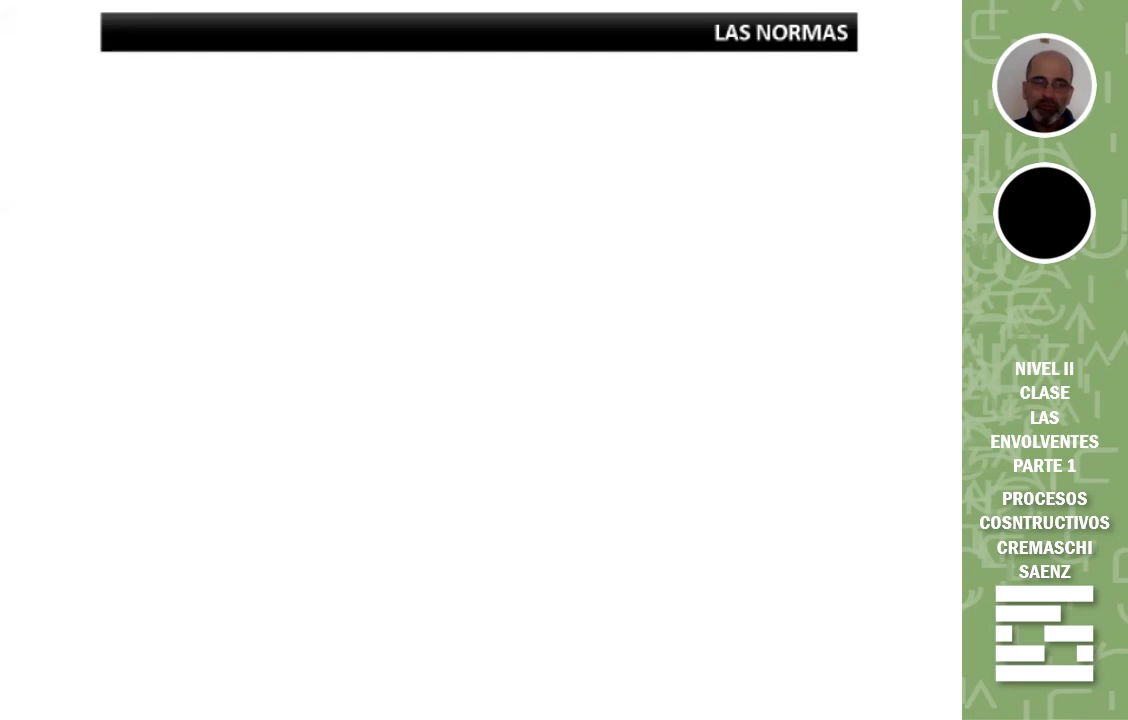 LAS NORMAS
NIVEL II
CLASE
LAS
ENVOLVENTES
PARTE 1
PROCESOS
COSNTRUCTIVOS
CREMASCHI
SAENZ